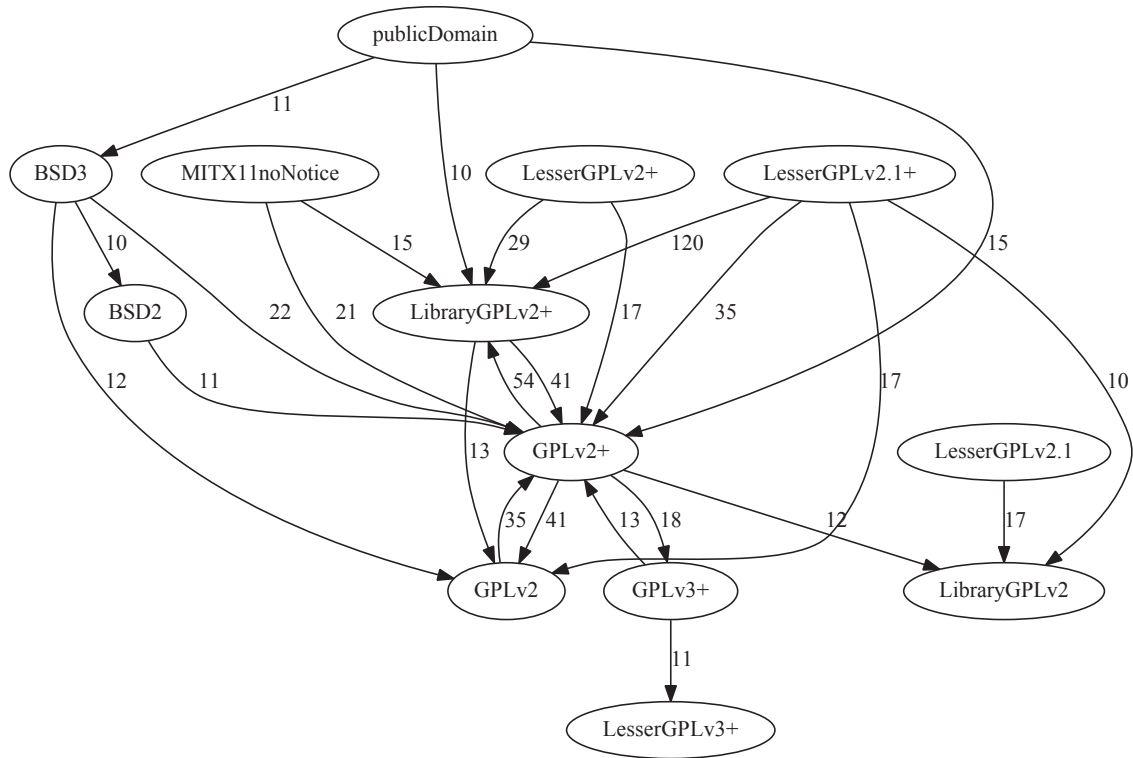 publicDomain
11
BSD3
MITX11noNotice
10
LesserGPLv2+
LesserGPLv2.1+
10
15
29
120
15
BSD2
22
21
LibraryGPLv2+
17
35
12
11
54
41
17
10
13
GPLv2+
LesserGPLv2.1
35
41
13
18
12
17
GPLv2
GPLv3+
LibraryGPLv2
11
LesserGPLv3+